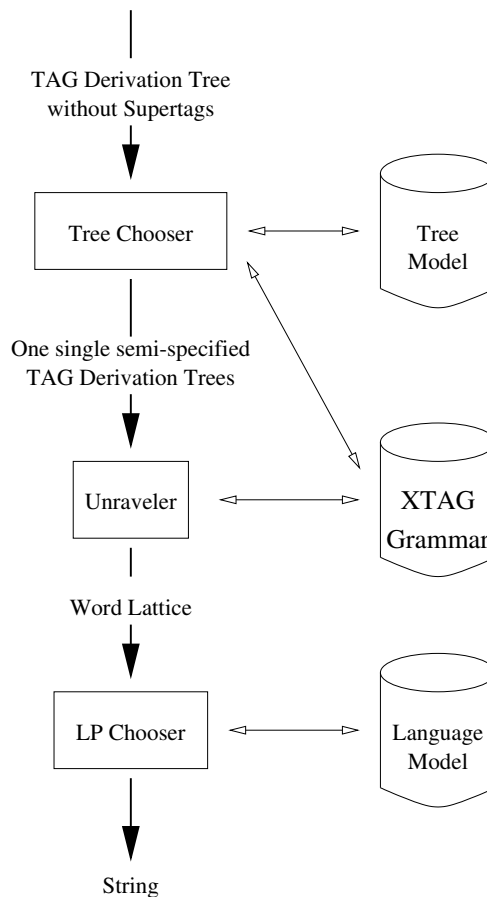 TAG Derivation Tree
without Supertags
Tree Chooser
Tree
Model
One single semi-specified
TAG Derivation Trees
Unraveler
XTAG
Grammar
Word Lattice
LP Chooser
Language
Model
String